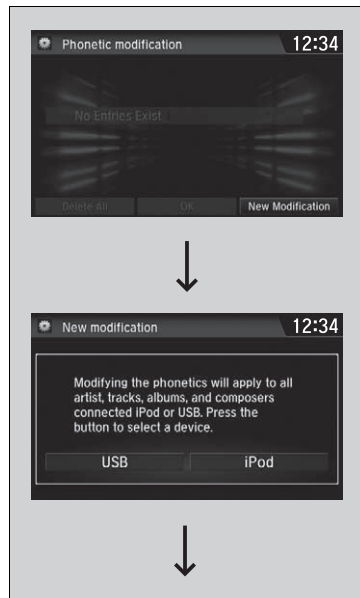 Phonetic modification 12:34
No Entries Exist
Delete All OK New Modification
New modification 12:34
Modifying the phonetics will apply to all
artist, tracks, albums, and composers
connected iPod or USB. Press the
button to select a device.
USB iPod